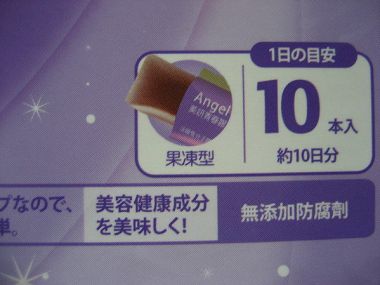 1日の目安
Angel
10
本入
約10日分
果凍型
プなので、
単。
美容健康成分
を美味しく!
無添加防腐劑